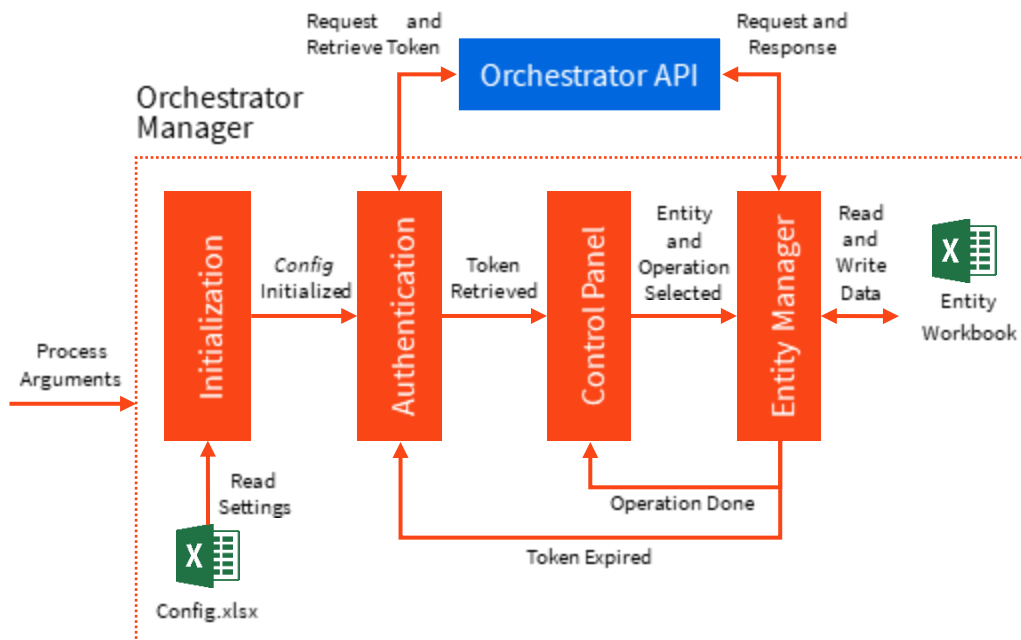 Request and
Retrieve Token
Request and
Response
Orchestrator API
Orchestrator
Manager
Initialization
Config
Initialized
Authentication
Token
Retrieved
Control Panel
Entity
and
Operation
Selected
Entity Manager
Read
and
Write
Data
X
Entity
Workbook
Process
Arguments
Read
Settings
Operation Done
Token Expired
X
Config.xlsx